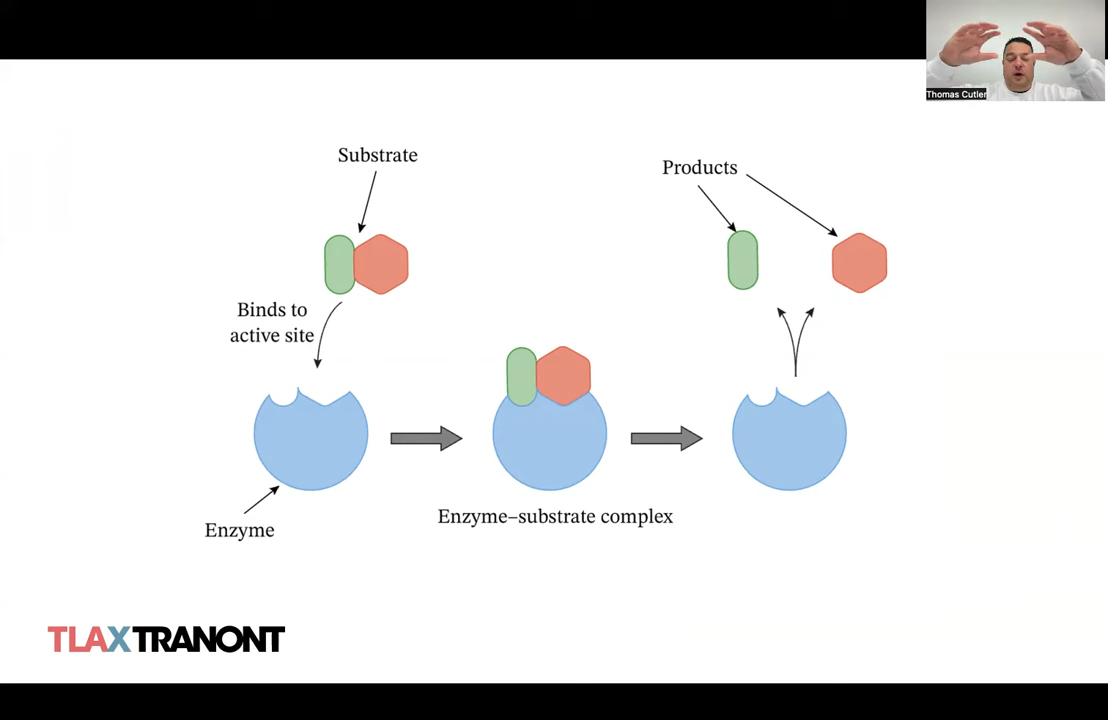 Thomas Cutler
Substrate
Products
Binds to
active site
Enzyme–substrate complex
Enzyme
TLAXTRANONT